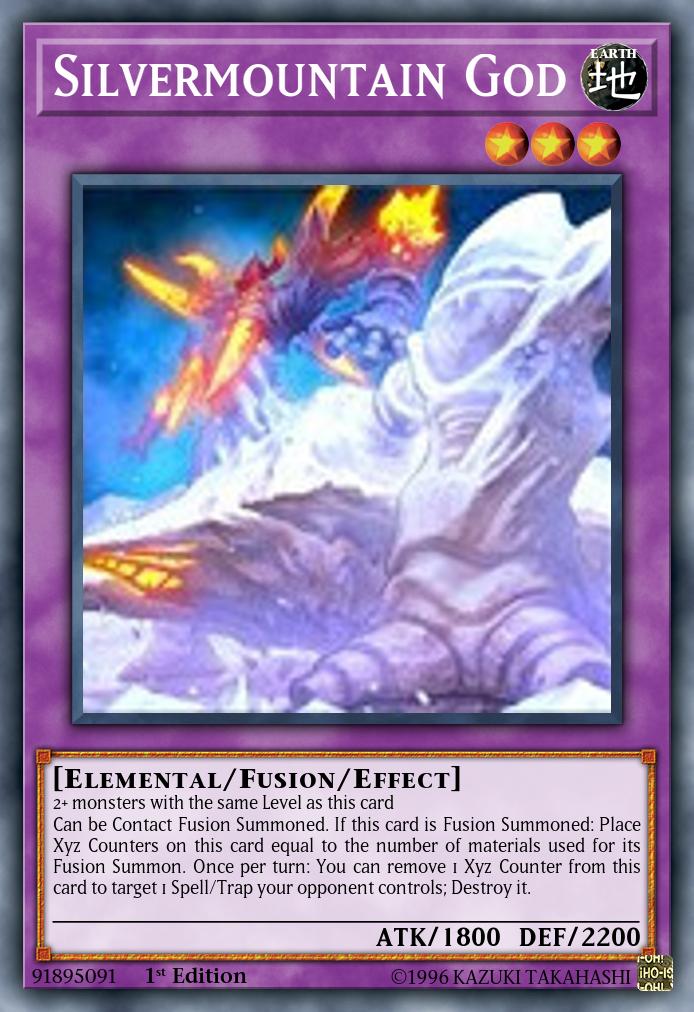 Silvermountain God
EARTH
地
[Elemental/Fusion/Effect]
2+ monsters with the same Level as this card
Can be Contact Fusion Summoned. If this card is Fusion Summoned: Place
Xyz Counters on this card equal to the number of materials used for its
Fusion Summon. Once per turn: You can remove 1 Xyz Counter from this
card to target 1 Spell/Trap your opponent controls; Destroy it.
ATK/1800 DEF/2200
91895091 1st Edition ©1996 KAZUKI TAKAHASHI